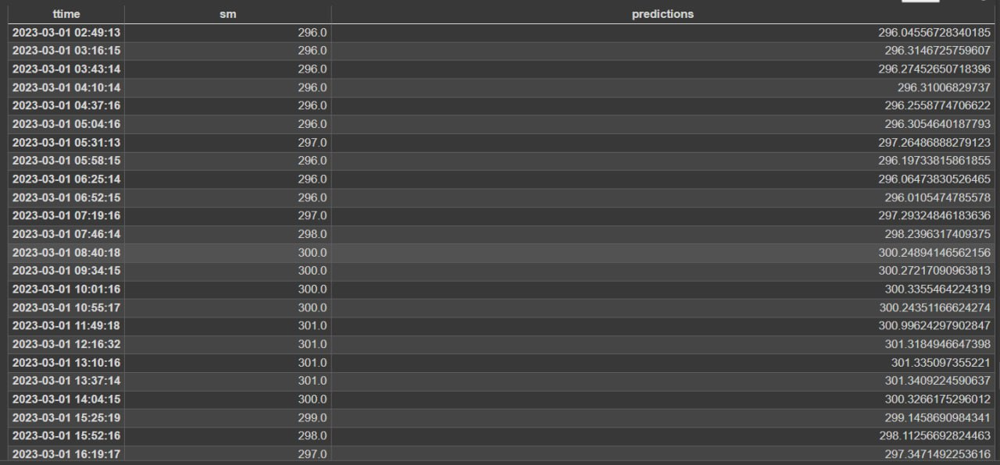 ttime sm predictions
2023-03-01 02:49:13 296.0 296.04556728340185
2023-03-01 03:16:15 296.0 296.3146725759607
2023-03-01 03:43:14 296.0 296.27452650718396
2023-03-01 04:10:14 296.0 296.31006829737
2023-03-01 04:37:16 296.0 296.2558774706622
2023-03-01 05:04:16 296.0 296.3054640187793
2023-03-01 05:31:13 297.0 297.26486888279123
2023-03-01 05:58:15 296.0 296.19733815861855
2023-03-01 06:25:14 296.0 296.06473830526465
2023-03-01 06:52:15 296.0 296.0105474785578
2023-03-01 07:19:16 297.0 297.29324846183636
2023-03-01 07:46:14 298.0 298.2396317409375
2023-03-01 08:40:18 300.0 300.24894146562156
2023-03-01 09:34:15 300.0 300.27217090963813
2023-03-01 10:01:16 300.0 300.3355464224319
2023-03-01 10:55:17 300.0 300.24351166624274
2023-03-01 11:49:18 301.0 300.99624297902847
2023-03-01 12:16:32 301.0 301.3184946647398
2023-03-01 13:10:16 301.0 301.335097355221
2023-03-01 13:37:14 301.0 301.3409224590637
2023-03-01 14:04:15 300.0 300.3266175296012
2023-03-01 15:25:19 299.0 299.1458690984341
2023-03-01 15:52:16 298.0 298.11256692824463
2023-03-01 16:19:17 297.0 297.3471492253616